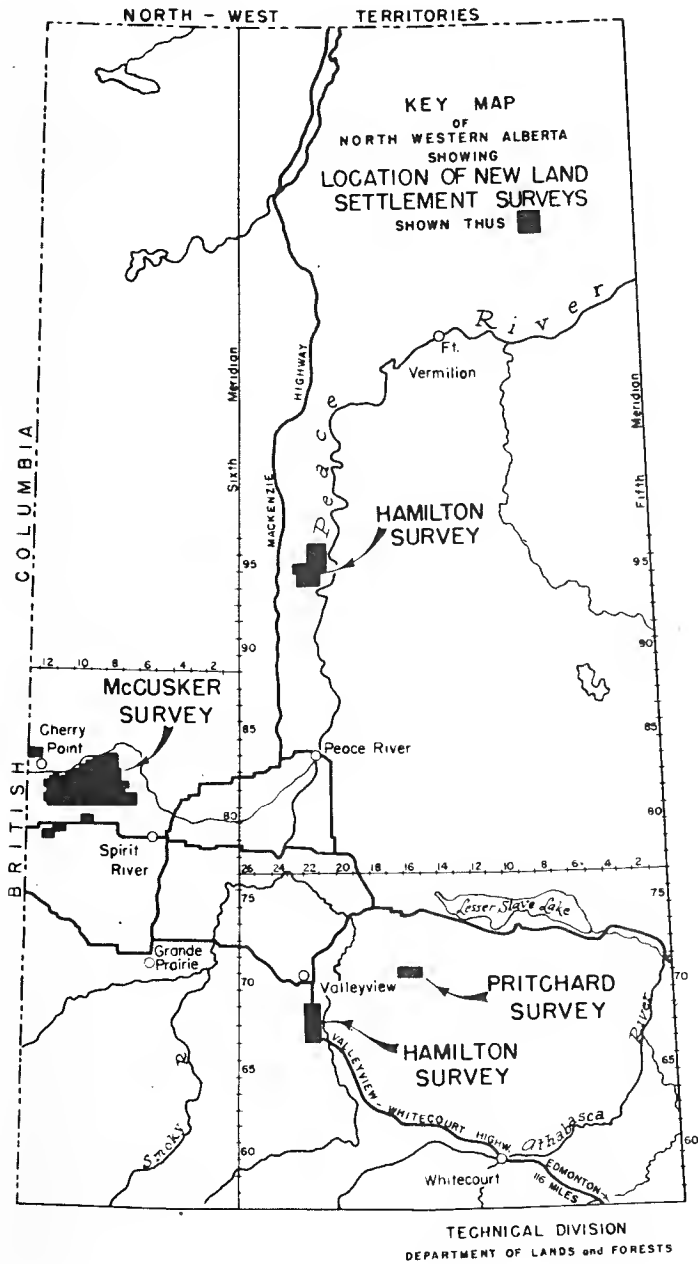 NORTH - WEST TERRITORIES
KEY MAP
OF
NORTH WESTERN ALBERTA
SHOWING
LOCATION OF NEW LAND
SETTLEMENT SURVEYS
SHOWN THUS
River
Ft.
Vermilion
Peace
HIGHWAY
MACKENZIE
Meridian
Sixth
Meridian
Fifth
COLUMBIA
BRITISH
HAMILTON
SURVEY
95
95
90
90
12 10 8 6 4 2
McCUSKER
SURVEY
85
85
Cherry
Point
Peace River
80
80
Spirit
River
26 24 22 20 18 16 14 12 10 8 6 4 2
75
75
Lesser Slave Lake
Grande
Prairie
70
70
Valleyview
PRITCHARD
SURVEY
HAMILTON
SURVEY
65
65
River
Athabasca
VALLEYVIEW - WHITECOURT HIGHW.
Smoky R
60
60
Whitecourt
EDMONTON
116 MILES
TECHNICAL DIVISION
DEPARTMENT OF LANDS and FORESTS